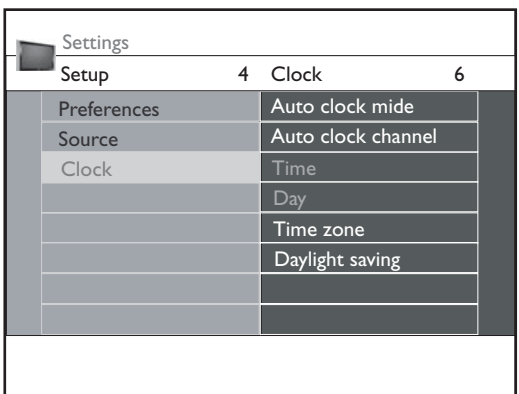 Settings
Setup 4 Clock 6
Preferences Auto clock mide
Source Auto clock channel
Clock Time
Day
Time zone
Daylight saving